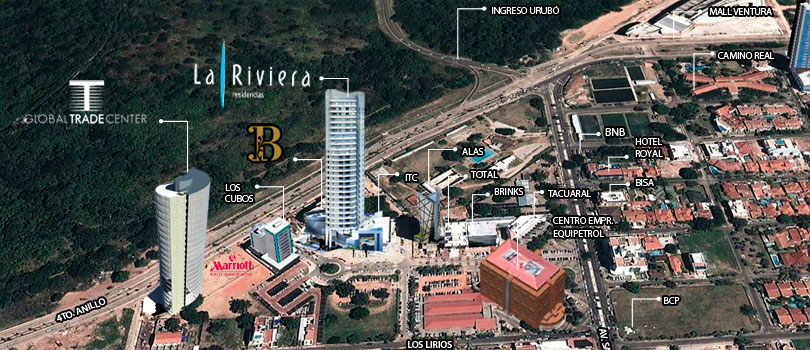 INGRESO URUBÓ
MALL VENTURA
CAMINO REAL
La Riviera
residencias
T
GLOBAL TRADE CENTER
B
ALAS
TOTAL
BRINKS
ITC
BNB
HOTEL
ROYAL
BISA
TACUARAL
CENTRO EMPR.
EQUIPETROL
LOS
CUBOS
Marriott
BCP
4TO. ANILLO
LOS LIRIOS